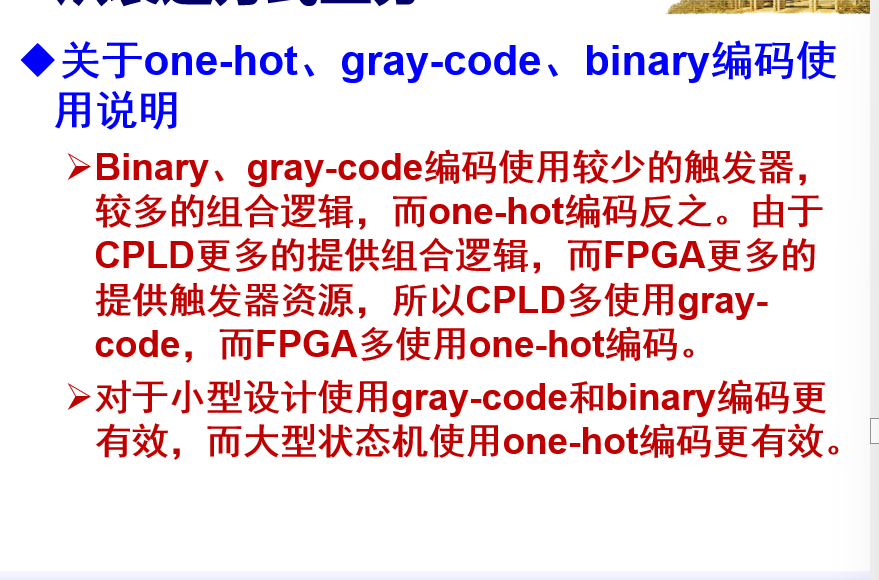 ◆关于one-hot、gray-code、binary编码使
用说明
➢Binary、gray-code编码使用较少的触发器，
较多的组合逻辑，而one-hot编码反之。由于
CPLD更多的提供组合逻辑，而FPGA更多的
提供触发器资源，所以CPLD多使用gray-
code，而FPGA多使用one-hot编码。
➢对于小型设计使用gray-code和binary编码更
有效，而大型状态机使用one-hot编码更有效。